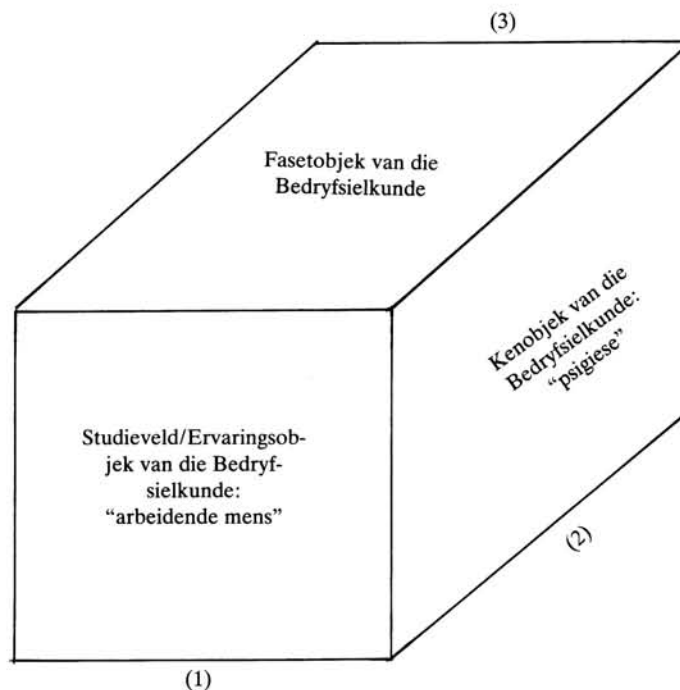 (3)
Fasetobjek van die
Bedryfsielkunde
Kenobjek van die
Bedryfsielkunde:
“psigiese”
Studieveld/Ervaringsob-
jek van die Bedryf-
sielkunde:
“arbeidende mens”
(2)
(1)